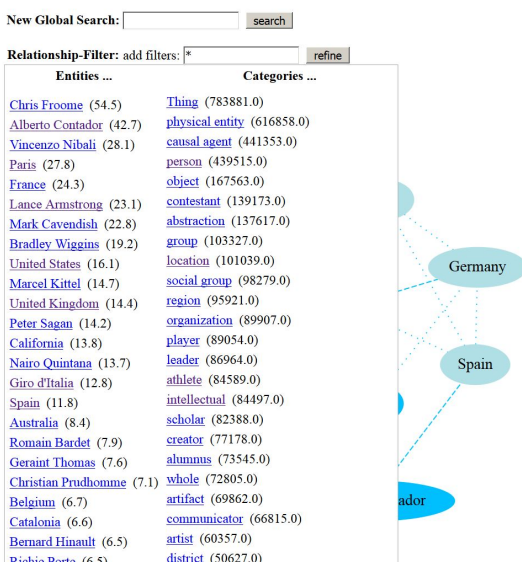 New Global Search: search
Relationship-Filter: add filters: * refine
Entities ... Categories ...
Chris Froome (54.5) Thing (783881.0)
Alberto Contador (42.7) physical entity (616858.0)
Vincenzo Nibali (28.1) causal agent (441353.0)
Paris (27.8) person (439515.0)
France (24.3) object (167563.0)
Lance Armstrong (23.1) contestant (139173.0)
Mark Cavendish (22.8) abstraction (137617.0)
Bradley Wiggins (19.2) group (103327.0)
United States (16.1) location (101039.0)
Marcel Kittel (14.7) social group (98279.0)
United Kingdom (14.4) region (95921.0)
Peter Sagan (14.2) organization (89907.0)
California (13.8) player (89054.0)
Nairo Quintana (13.7) leader (86964.0)
Giro d'Italia (12.8) athlete (84589.0)
Spain (11.8) intellectual (84497.0)
Australia (8.4) scholar (82388.0)
Romain Bardet (7.9) creator (77178.0)
Geraint Thomas (7.6) alumnus (73545.0)
Christian Prudhomme (7.1) whole (72805.0)
Belgium (6.7) artifact (69862.0)
Catalonia (6.6) communicator (66815.0)
Bernard Hinault (6.5) artist (60357.0)
Richie Porte (6.5) district (50627.0)
Germany
Spain
ador